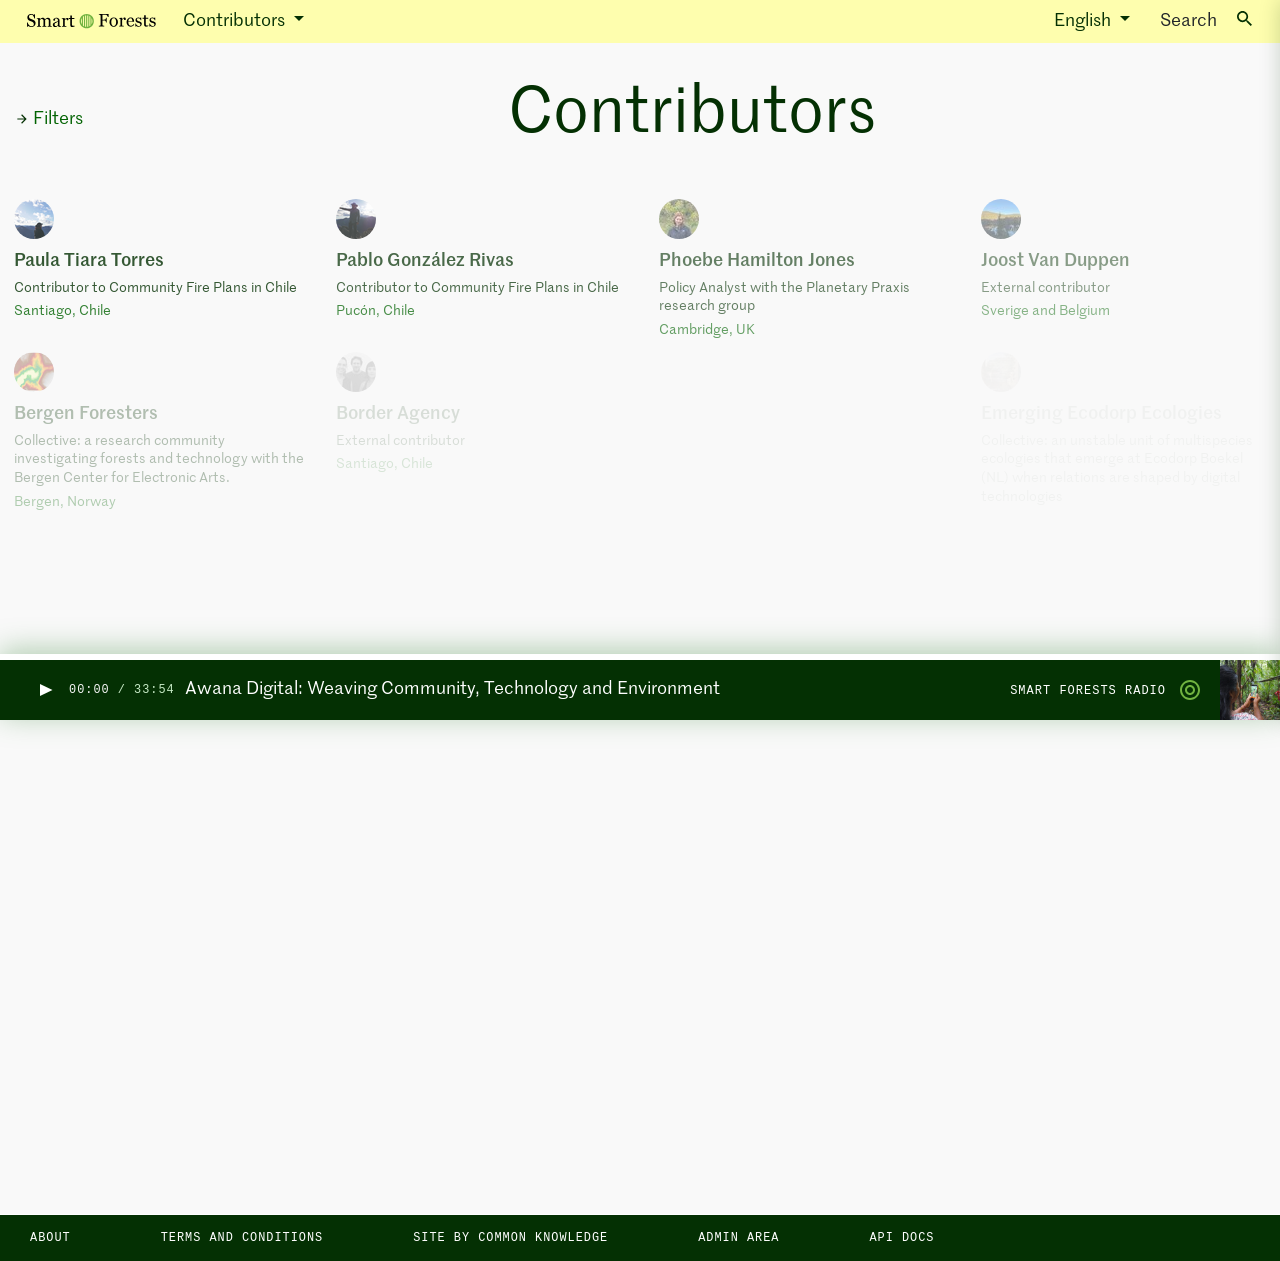 Smart Forests
Contributors
English
Search
Filters
Contributors
Paula Tiara Torres
Contributor to Community Fire Plans in Chile
Santiago, Chile
Pablo González Rivas
Contributor to Community Fire Plans in Chile
Pucón, Chile
Phoebe Hamilton Jones
Policy Analyst with the Planetary Praxis
research group
Cambridge, UK
Joost Van Duppen
External contributor
Sverige and Belgium
Bergen Foresters
Collective: a research community
investigating forests and technology with the
Bergen Center for Electronic Arts.
Bergen, Norway
Border Agency
External contributor
Santiago, Chile
Emerging Ecodorp Ecologies
Collective: an unstable unit of multispecies
ecologies that emerge at Ecodorp Boekel
(NL) when relations are shaped by digital
technologies
00:00 / 33:54
Awana Digital: Weaving Community, Technology and Environment
SMART FORESTS RADIO
ABOUT
TERMS AND CONDITIONS
SITE BY COMMON KNOWLEDGE
ADMIN AREA
API DOCS